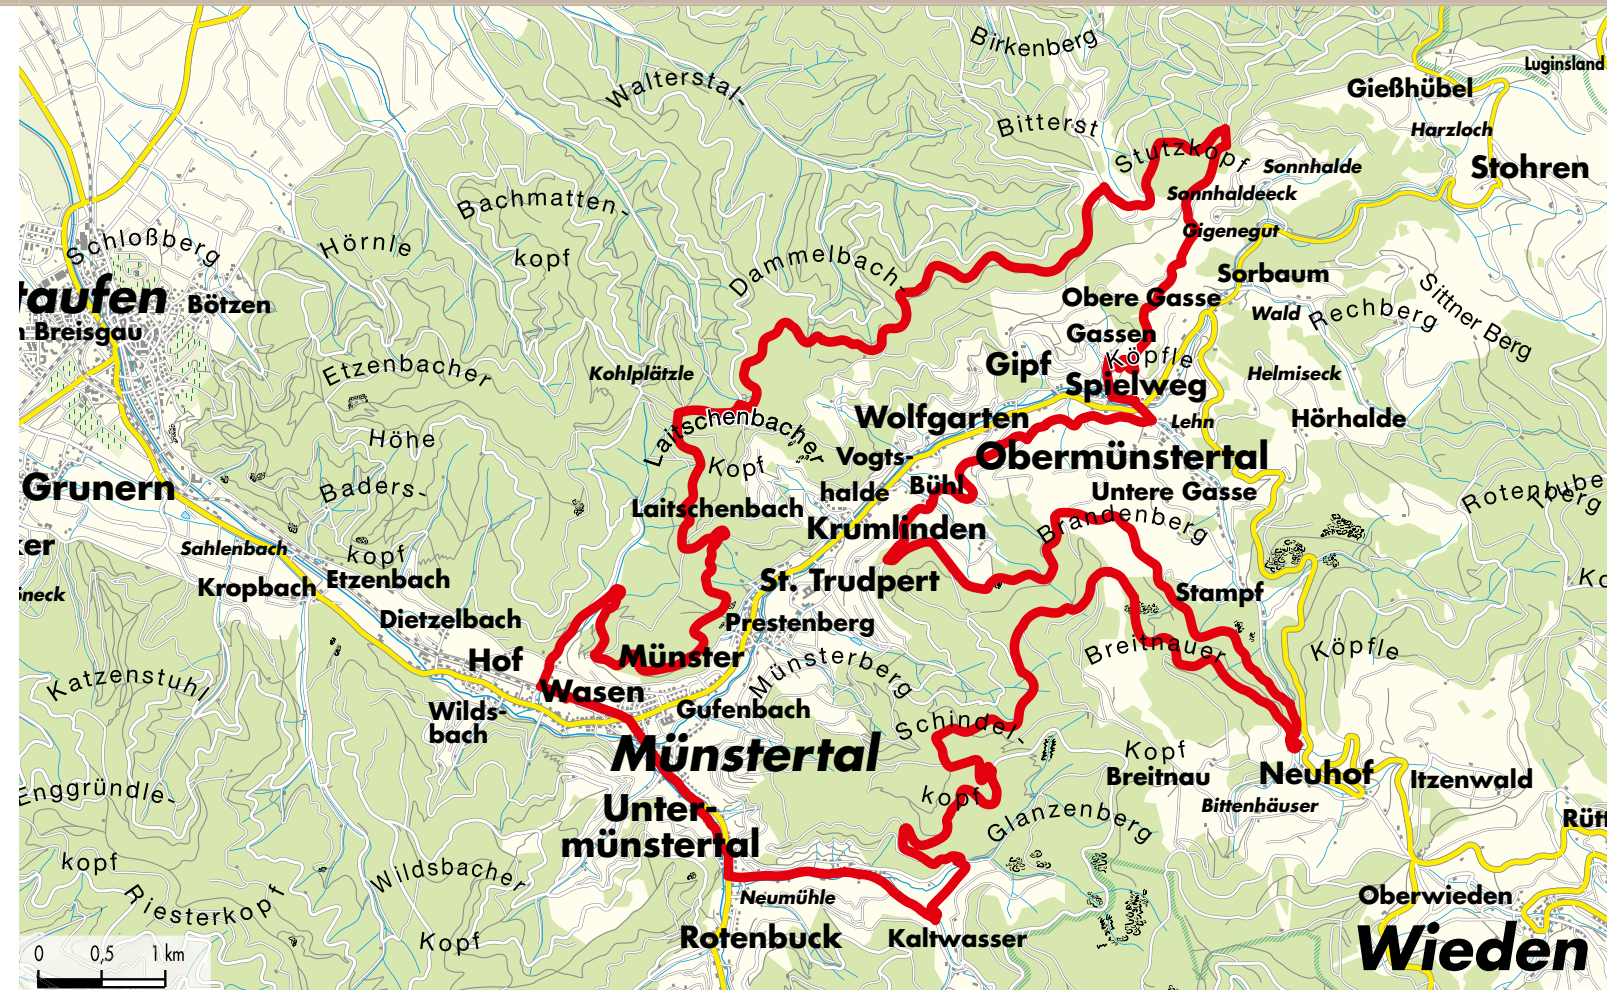 Birkenberg
Luginsland
Gießhübel
Walterstal-
Bitterst
Harzloch
Stutzkopf
Sonnhalde
Stohren
Sonnhaldeeck
Bachmatten-
Gigenegut
Schloßberg
Hörnle
kopf
Dammelbach-
Sorbaum
taufen
Bötzen
Obere Gasse
Wald
Rechberg
Sittner Berg
Breisgau
Gassen
Köpfle
Gipf
Etzenbacher
Kohlplätzle
Spielweg
Helmiseck
Wolfgarten
Lehn
Hörhalde
Laitschenbacher
Höhe
Kopf
Vogts-
halde
Obermünstertal
Bühl
Grunern
Baders-
Untere Gasse
Laitschenbach
Krumlinden
Brandenberg
ker
Sahlenbach
kopf
Etzenbach
Kropbach
St. Trudpert
Stampf
neck
Dietzelbach
Prestenberg
Hof
Münster
Münsterberg
Breitnauer
Köpfle
Katzenstuhl
Wasen
Wilds-
bach
Gufenbach
Schindel-
Münstertal
Kopf
Breitnau
Neuhof
Itzenwald
Enggründle-
kopf
Bittenhäuser
Unter-
münstertal
Glanzenberg
Rütt
kopf
Wildsbacher
Riesterkopf
Neumühle
Oberwieden
Kopf
Rotenbuck
Kaltwasser
Wieden
0 0,5 1 km